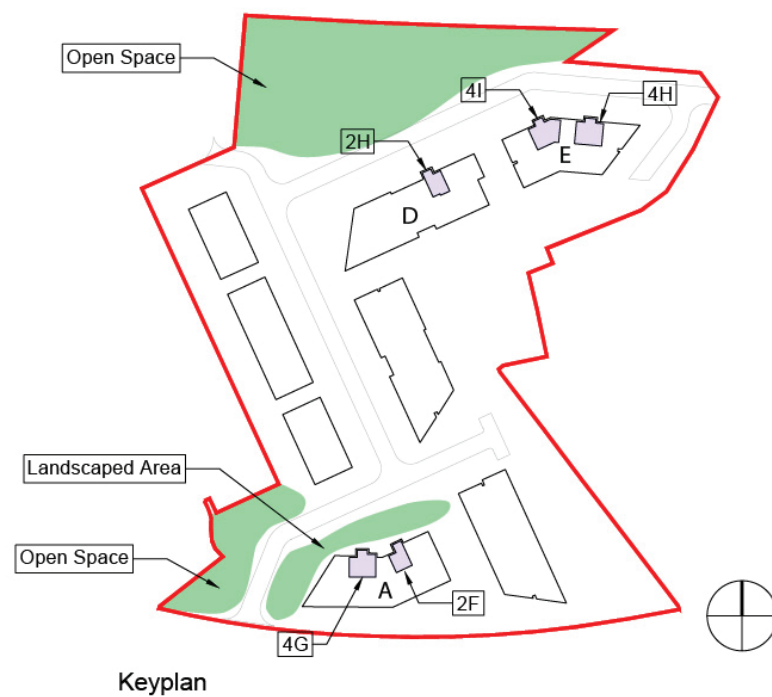 Open Space
4I
4H
2H
E
D
Landscaped Area
Open Space
A
2F
4G
Keyplan